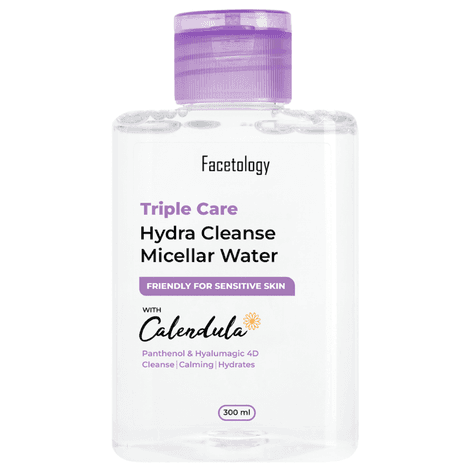 Facetology
Triple Care
Hydra Cleanse
Micellar Water
FRIENDLY FOR SENSITIVE SKIN
WITH
Calendula
Panthenol & Hyalumagic 4D
Cleanse|Calming|Hydrates
300 ml